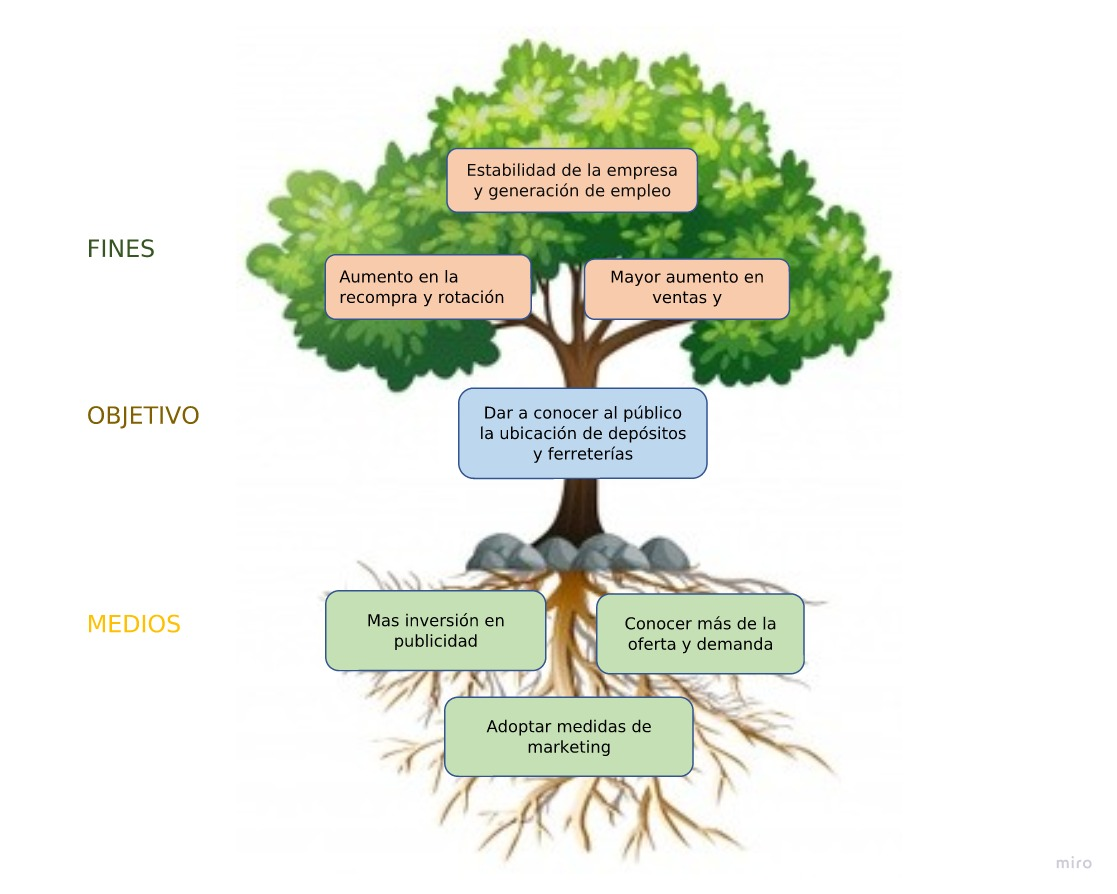 Estabilidad de la empresa
y generación de empleo
FINES
Aumento en la
recompra y rotación
Mayor aumento en
ventas y
OBJETIVO
Dar a conocer al público
la ubicación de depósitos
y ferreterías
MEDIOS
Mas inversión en
publicidad
Conocer más de la
oferta y demanda
Adoptar medidas de
marketing
miro